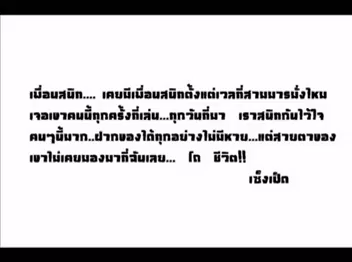 เพื่อนสนิท.... เคยมีเพื่อนสนิทตั้งแต่เวลที่สามมารมั่งไหม
เจอเขาคนนี้ทุกครั้งที่เล่น...ทุกวันที่มา เราสนิทกันไว้ใจ
คนๆนี้มาก..ฝากของได้ทุกอย่างไม่มีหาย...แต่สายตาของ
เขาไม่เคยมองมาที่ฉันเลย... โถ ชีวิต!!
เซ็งเป็ด